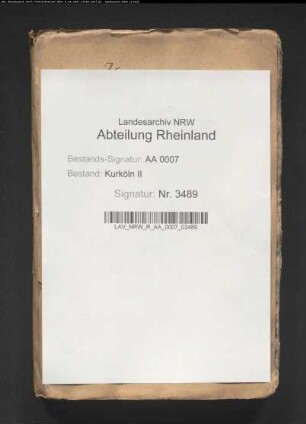 Landesarchiv NRW
Abteilung Rheinland
Bestands-Signatur: AA 0007
Bestand: Kurköln II
Signatur: Nr. 3489
LAV_NRW_R_AA_0007_03489